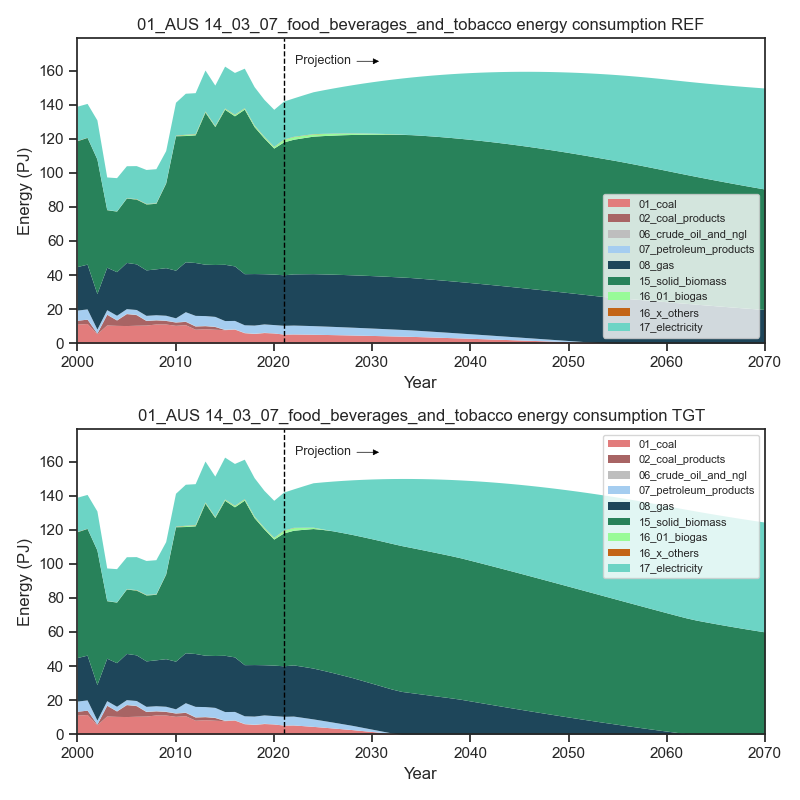 01_AUS 14_03_07_food_beverages_and_tobacco energy consumption REF
Projection
160
140
120
100
80
60
40
20
0
Energy (PJ)
01_coal
02_coal_products
06_crude_oil_and_ngl
07_petroleum_products
08_gas
15_solid_biomass
16_01_biogas
16_x_others
17_electricity
2000 2010 2020 2030 2040 2050 2060 2070
Year
01_AUS 14_03_07_food_beverages_and_tobacco energy consumption TGT
Projection
160
140
120
100
80
60
40
20
0
Energy (PJ)
01_coal
02_coal_products
06_crude_oil_and_ngl
07_petroleum_products
08_gas
15_solid_biomass
16_01_biogas
16_x_others
17_electricity
2000 2010 2020 2030 2040 2050 2060 2070
Year